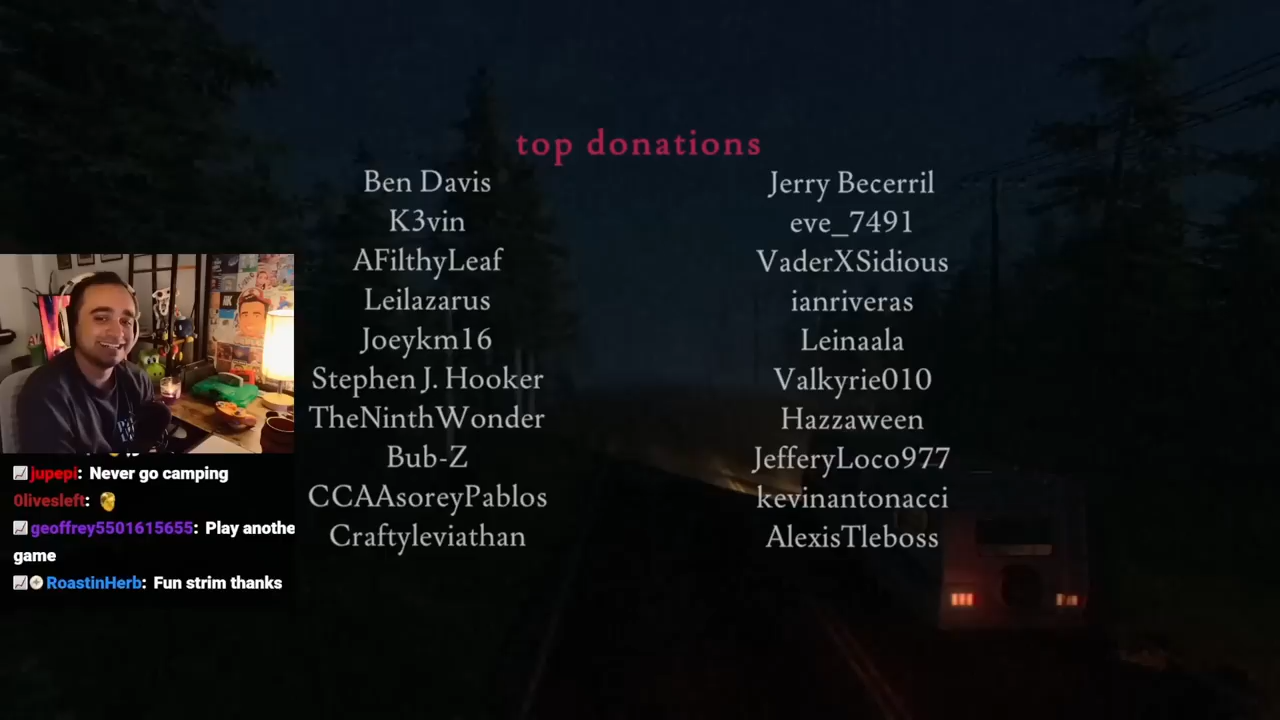 top donations
Ben Davis
K3vin
AFilthyLeaf
Leilazarus
Joeykm16
Stephen J. Hooker
TheNinthWonder
Bub-Z
CCAAsoreyPablos
Craftyleviathan
Jerry Becerril
eve_7491
VaderXSidious
ianriveras
Leinaala
Valkyrie010
Hazzaween
JefferyLoco977
kevinantonacci
AlexisTleboss
jupepi: Never go camping
0livesleft:
geoffrey5501615655: Play anothe
game
RoastinHerb: Fun strim thanks